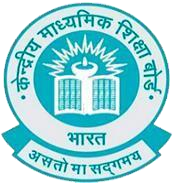 केन्द्रीय माध्यमिक शिक्षा बोर्ड
भारत
असतो मा सद्गमय